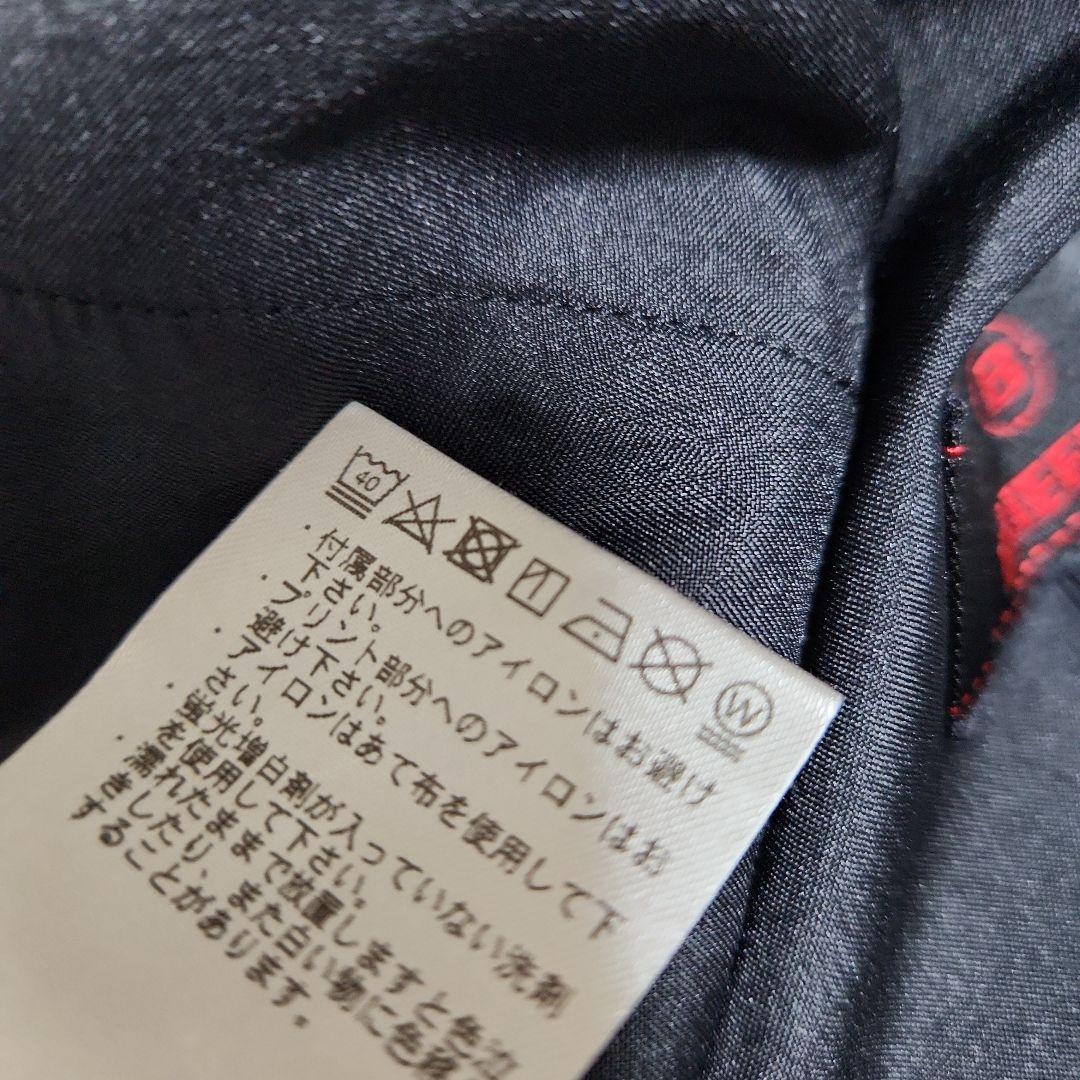 40
W
・付属部分へのアイロンはお避け
下さい。
・プリント部分へのアイロンはお
避け下さい。
・アイロンはあて布を使用して下
さい。
・蛍光増白剤が入っていない洗剤
を使用して下さい。
・濡れたままで放置しますと色泣
きしたり、また白い物に色移
することがあります。